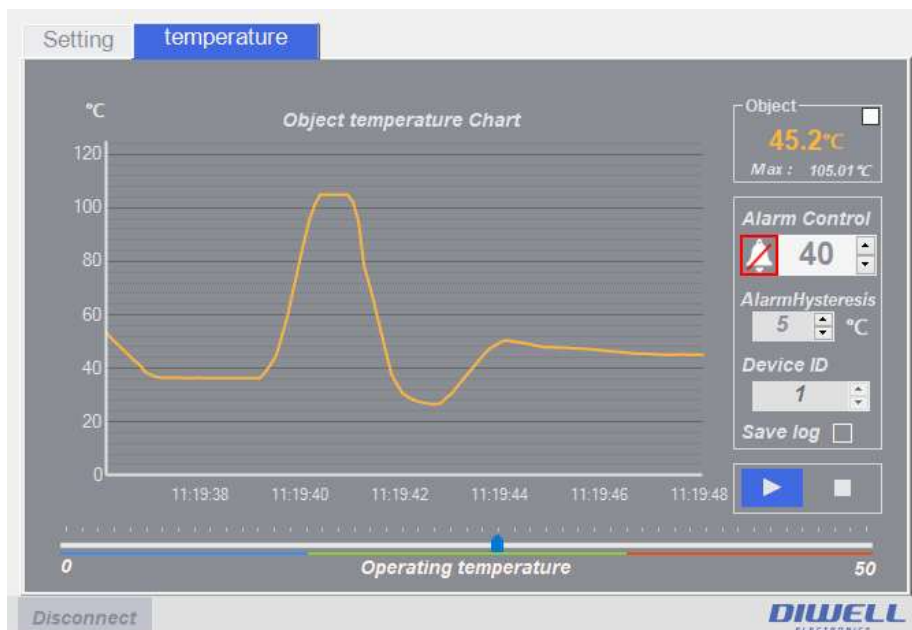 Setting temperature
°C
Object temperature Chart
120
100
80
60
40
20
0
11:19:38 11:19:40 11:19:42 11:19:44 11:19:46 11:19:48
Object
45.2°C
Max : 105.01°C
Alarm Control
40
AlarmHysteresis
5 °C
Device ID
1
Save log
0 Operating temperature 50
Disconnect
DIWELL
ELECTRONICS